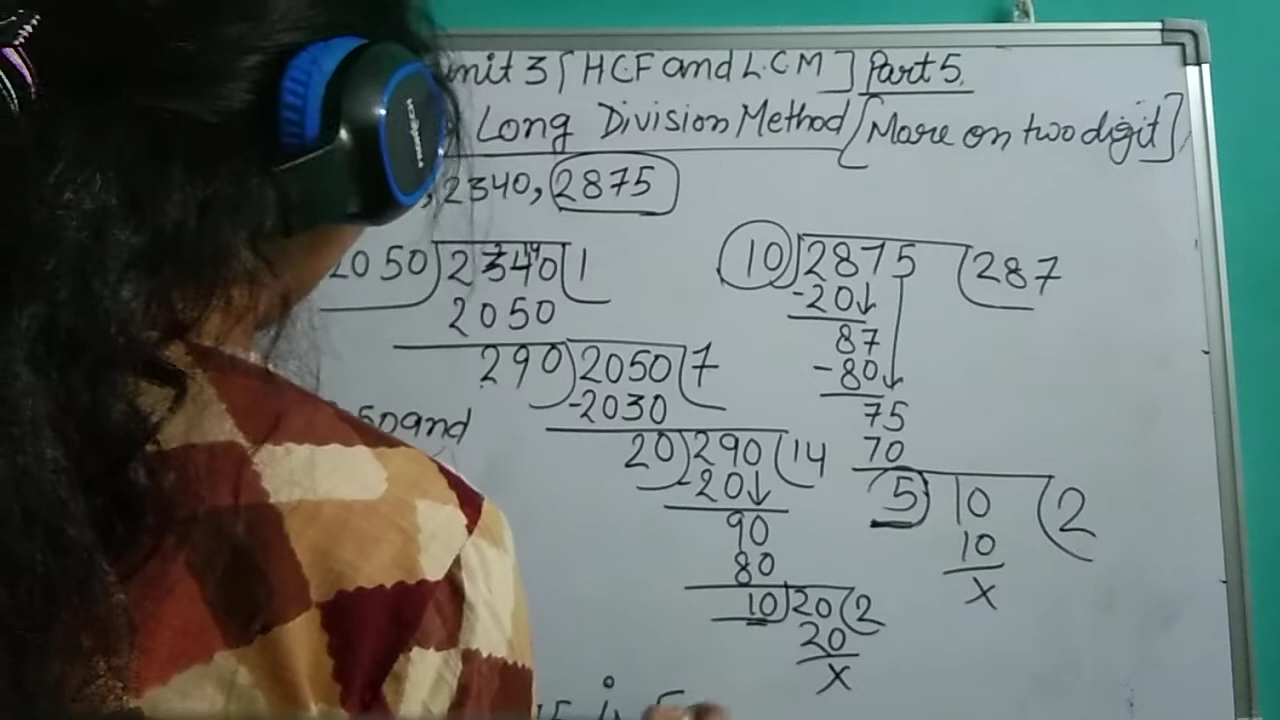 unit 3 [HCF and L.C M] Part 5.
Long Division Method [More on two digit]
, 2340, 2875
2050 2340 1
2050
290 2050 7
-2030
20 290 14
-20↓
90
80
10 20 2
20
x
50 and
10 2875 287
-20↓
87
-80↓
75
70
5 10 2
10
x